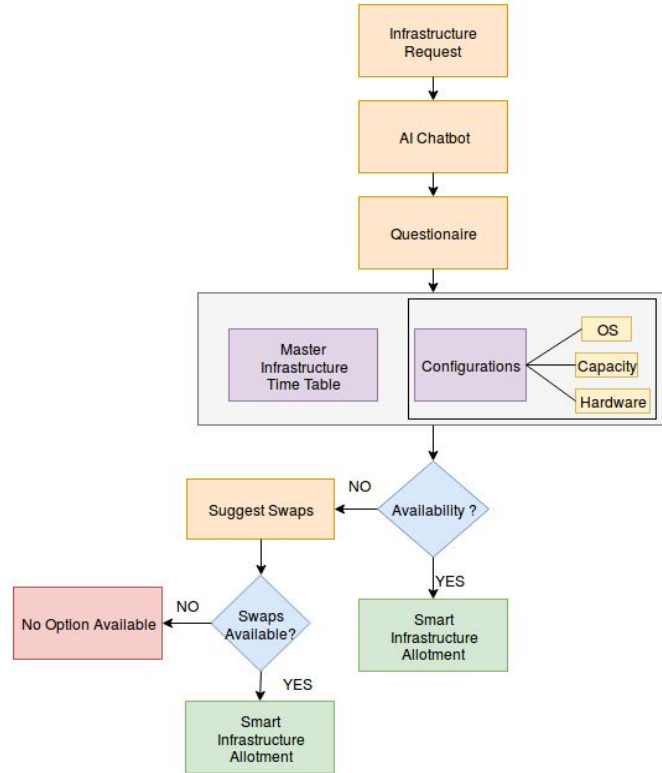 Infrastructure
Request
AI Chatbot
Questionaire
Master
Infrastructure
Time Table
Configurations
OS
Capacity
Hardware
Suggest Swaps
NO
Availability ?
YES
No Option Available
NO
Swaps
Available?
Smart
Infrastructure
Allotment
YES
Smart
Infrastructure
Allotment